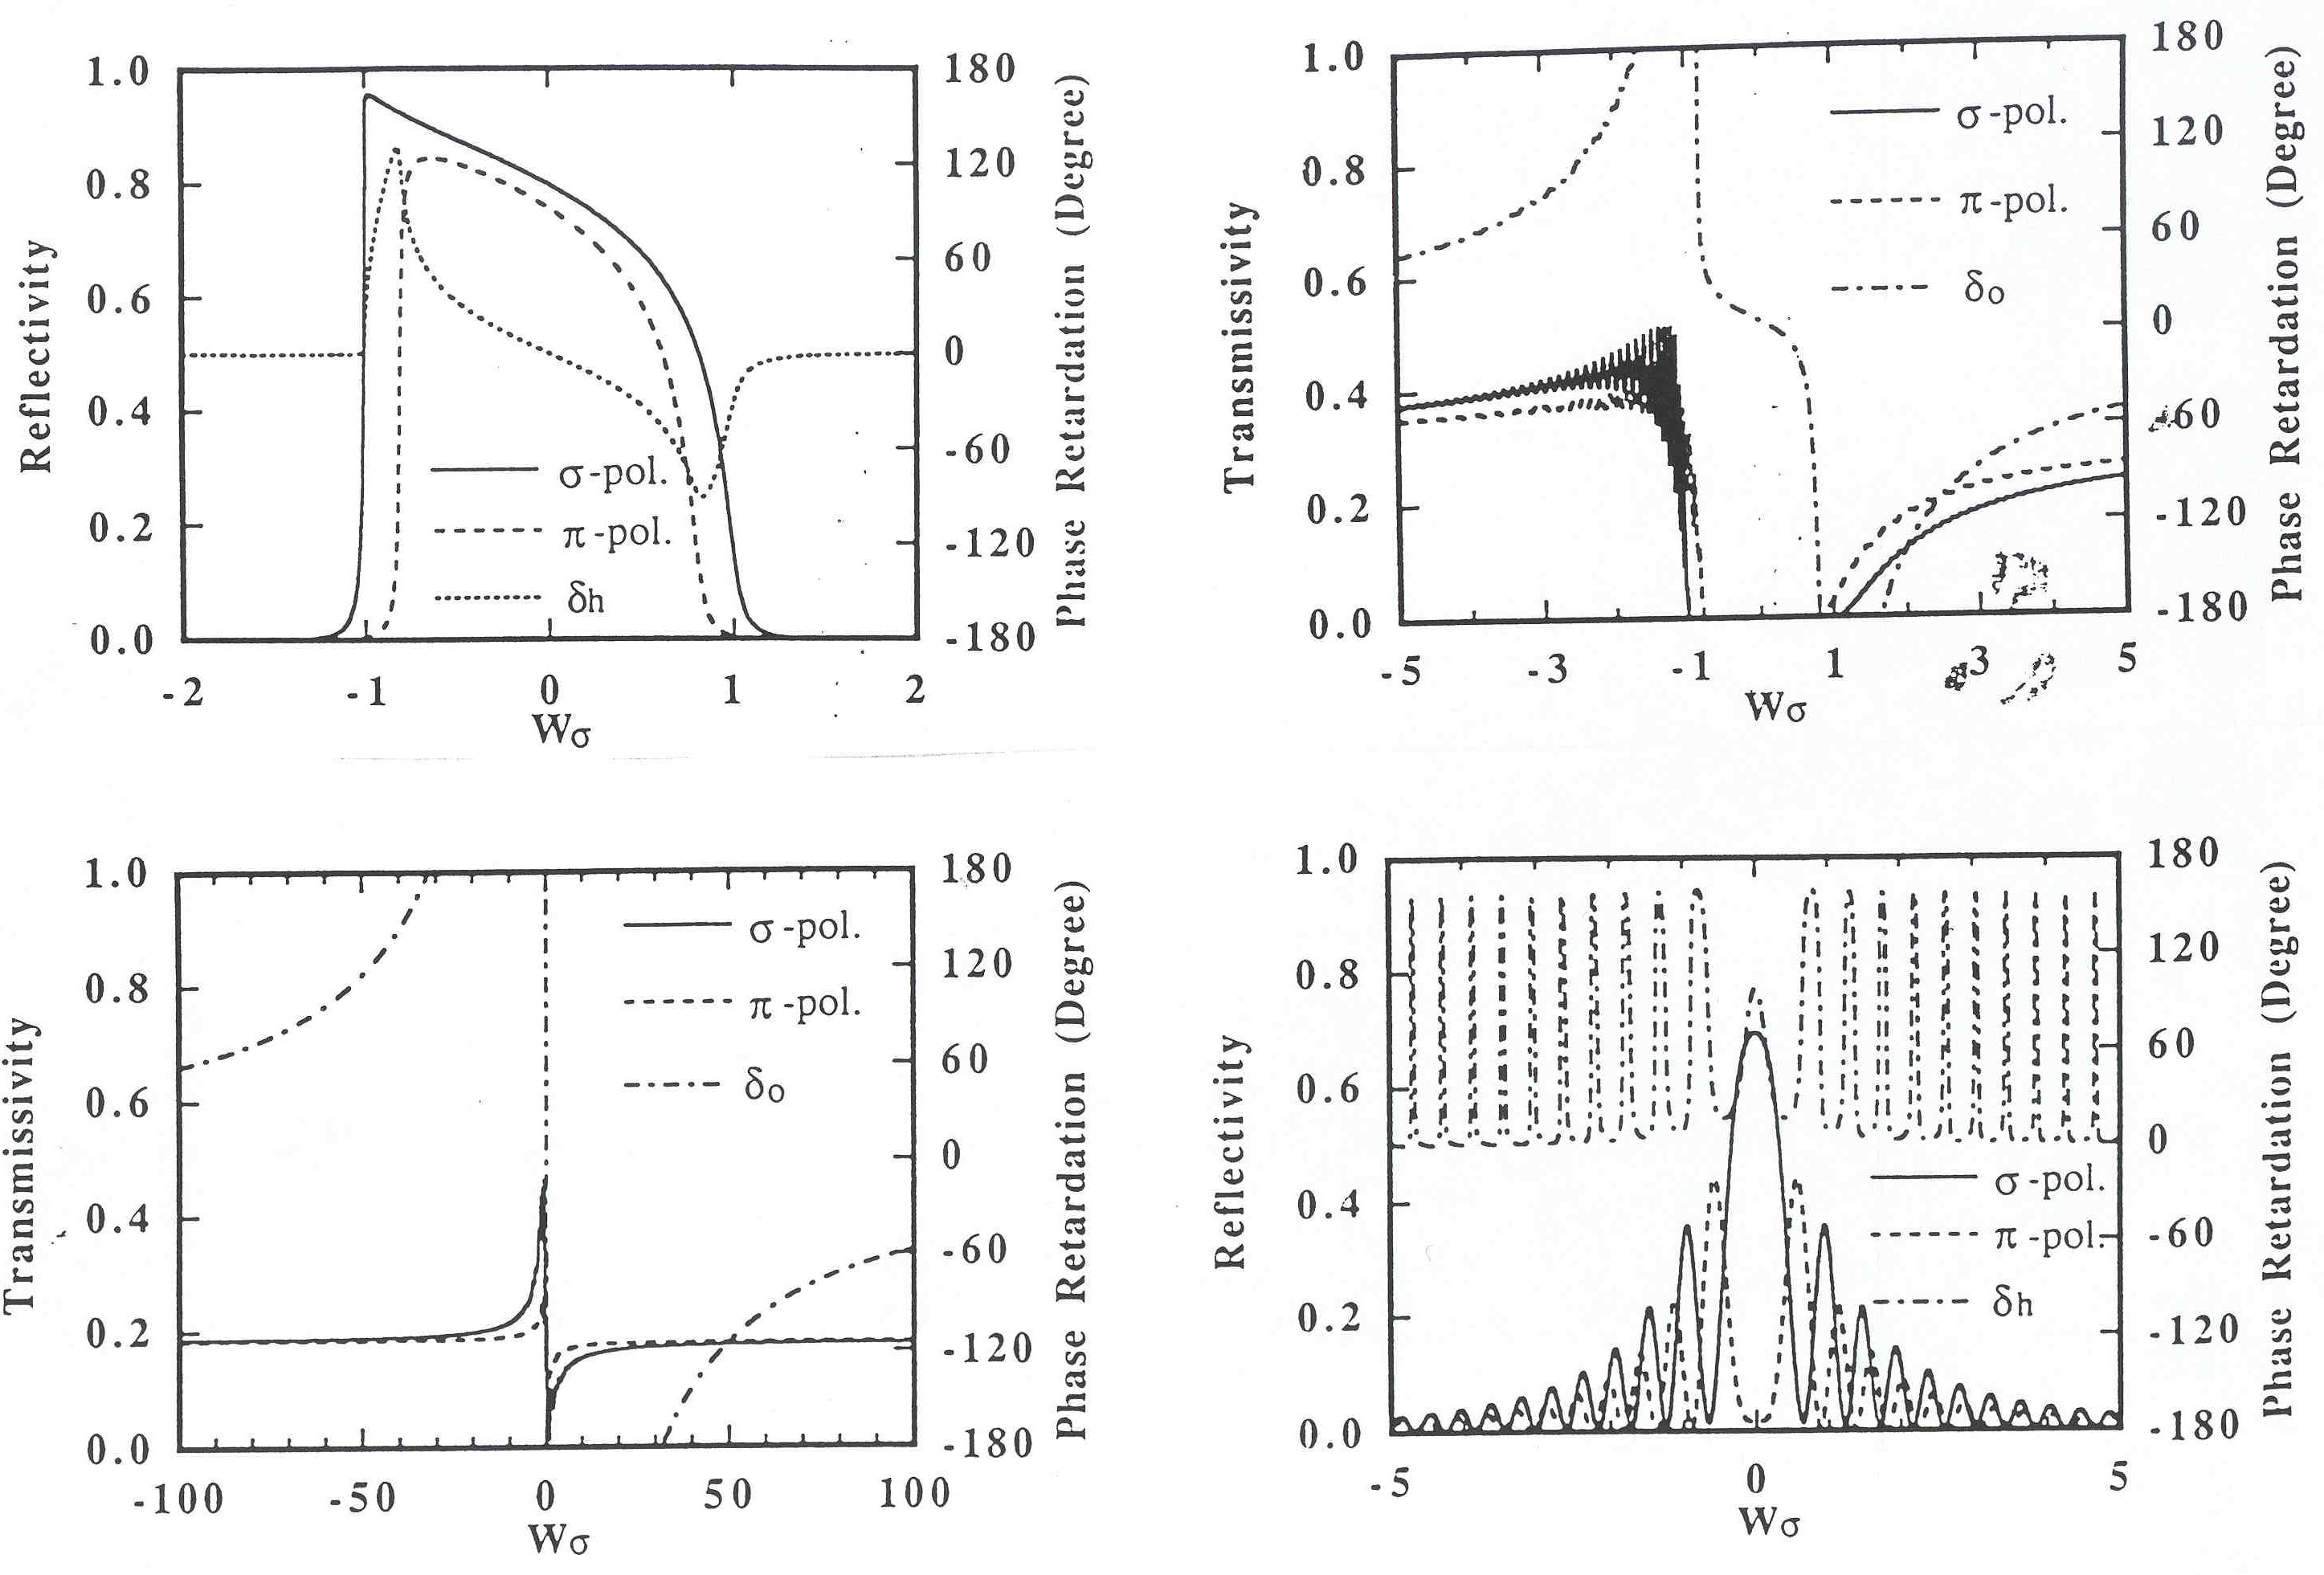 1.0
0.8
0.6
0.4
0.2
0.0
Reflectivity
180
120
60
0
-60
-120
-180
Phase Retardation (Degree)
σ-pol.
π-pol.
δh
-2 -1 0 1 2
Wσ
1.0
0.8
0.6
0.4
0.2
0.0
Transmissivity
180
120
60
0
-60
-120
-180
Phase Retardation (Degree)
σ-pol.
π-pol.
δo
-5 -3 -1 1 3 5
Wσ
1.0
0.8
0.6
0.4
0.2
0.0
Transmissivity
180
120
60
0
-60
-120
-180
Phase Retardation (Degree)
σ-pol.
π-pol.
δo
-100 -50 0 50 100
Wσ
1.0
0.8
0.6
0.4
0.2
0.0
Reflectivity
180
120
60
0
-60
-120
-180
Phase Retardation (Degree)
σ-pol.
π-pol.
δh
-5 0 5
Wσ